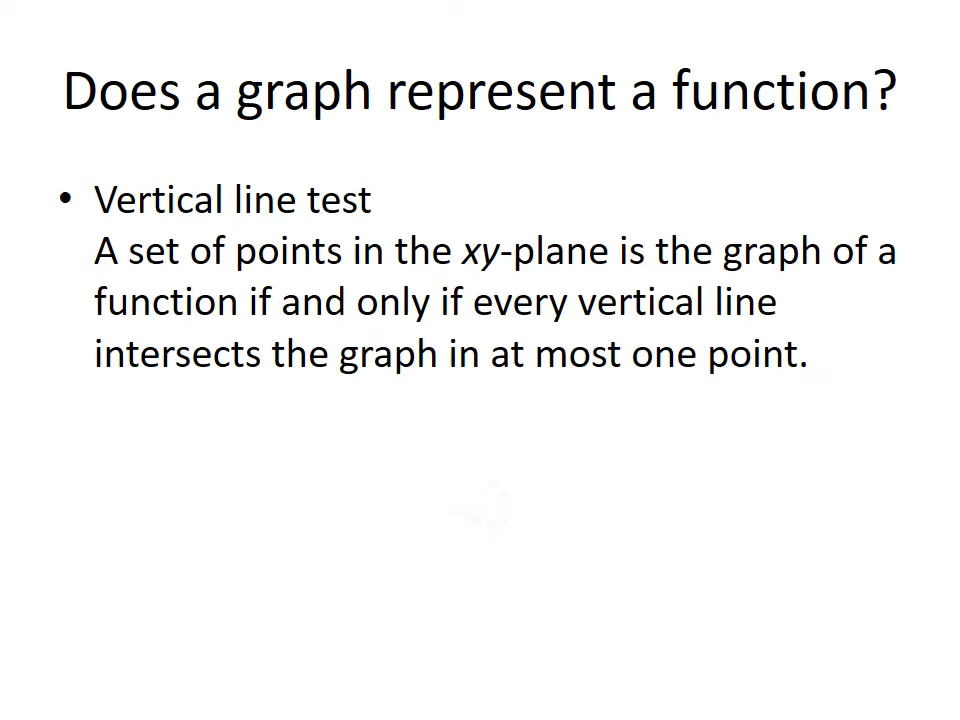 Does a graph represent a function?
• Vertical line test
A set of points in the xy-plane is the graph of a
function if and only if every vertical line
intersects the graph in at most one point.